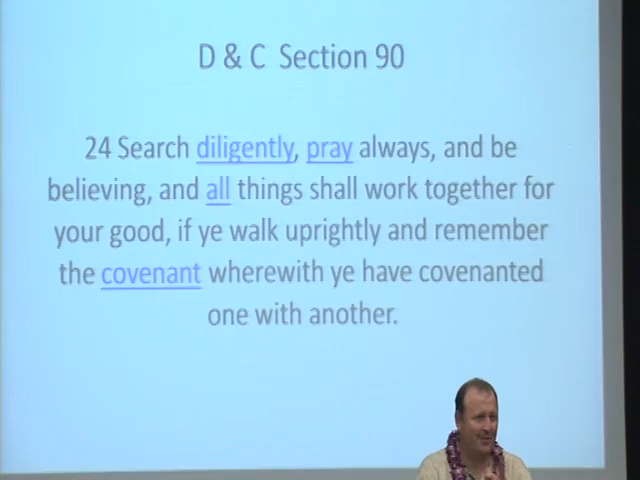 D & C  Section 90
24 Search diligently, pray always, and be
believing, and all things shall work together for
your good, if ye walk uprightly and remember
the covenant wherewith ye have covenanted
one with another.